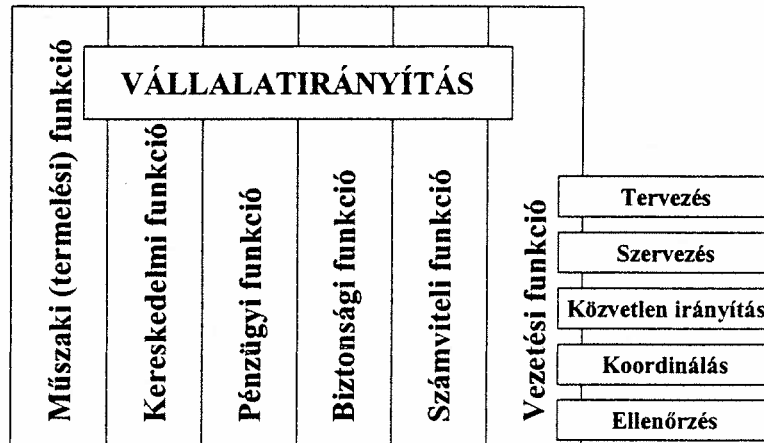 VÁLLALATIRÁNYÍTÁS
Műszaki (termelési) funkció
Kereskedelmi funkció
Pénzügyi funkció
Biztonsági funkció
Számviteli funkció
Vezetési funkció
Tervezés
Szervezés
Közvetlen irányítás
Koordinálás
Ellenőrzés